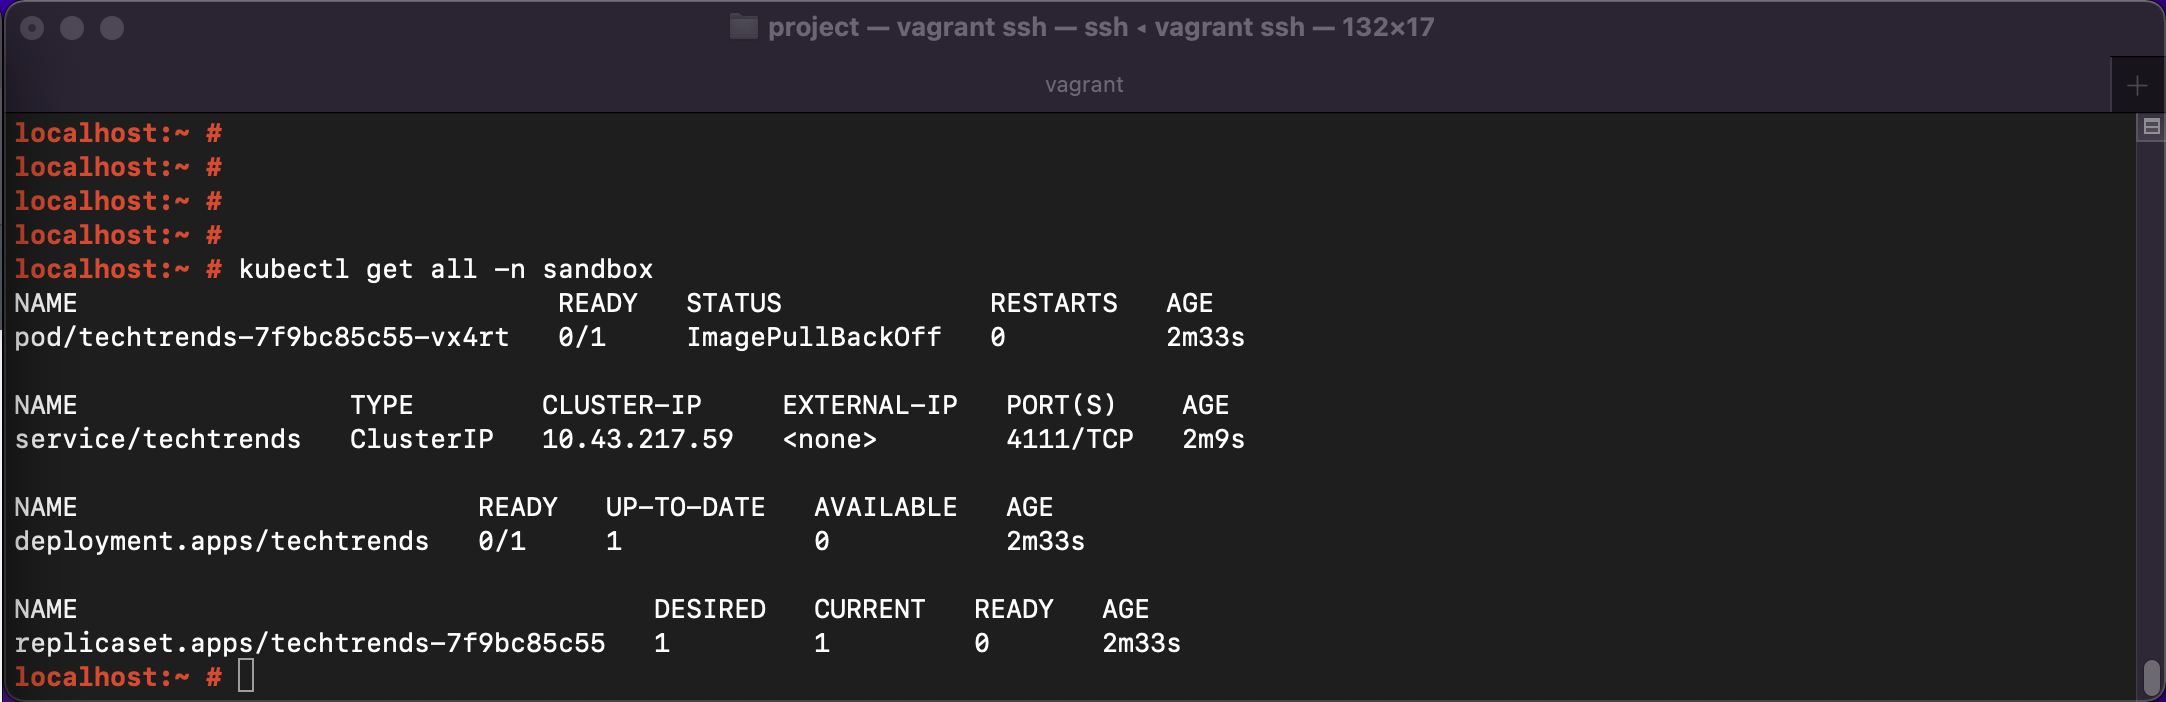 project — vagrant ssh — ssh ◂ vagrant ssh — 132×17
vagrant
localhost:~ #
localhost:~ #
localhost:~ #
localhost:~ #
localhost:~ # kubectl get all -n sandbox
NAME                              READY   STATUS             RESTARTS   AGE
pod/techtrends-7f9bc85c55-vx4rt   0/1     ImagePullBackOff   0          2m33s
NAME                 TYPE        CLUSTER-IP     EXTERNAL-IP   PORT(S)    AGE
service/techtrends   ClusterIP   10.43.217.59   <none>        4111/TCP   2m9s
NAME                         READY   UP-TO-DATE   AVAILABLE   AGE
deployment.apps/techtrends   0/1     1            0           2m33s
NAME                                    DESIRED   CURRENT   READY   AGE
replicaset.apps/techtrends-7f9bc85c55   1         1         0       2m33s
localhost:~ #